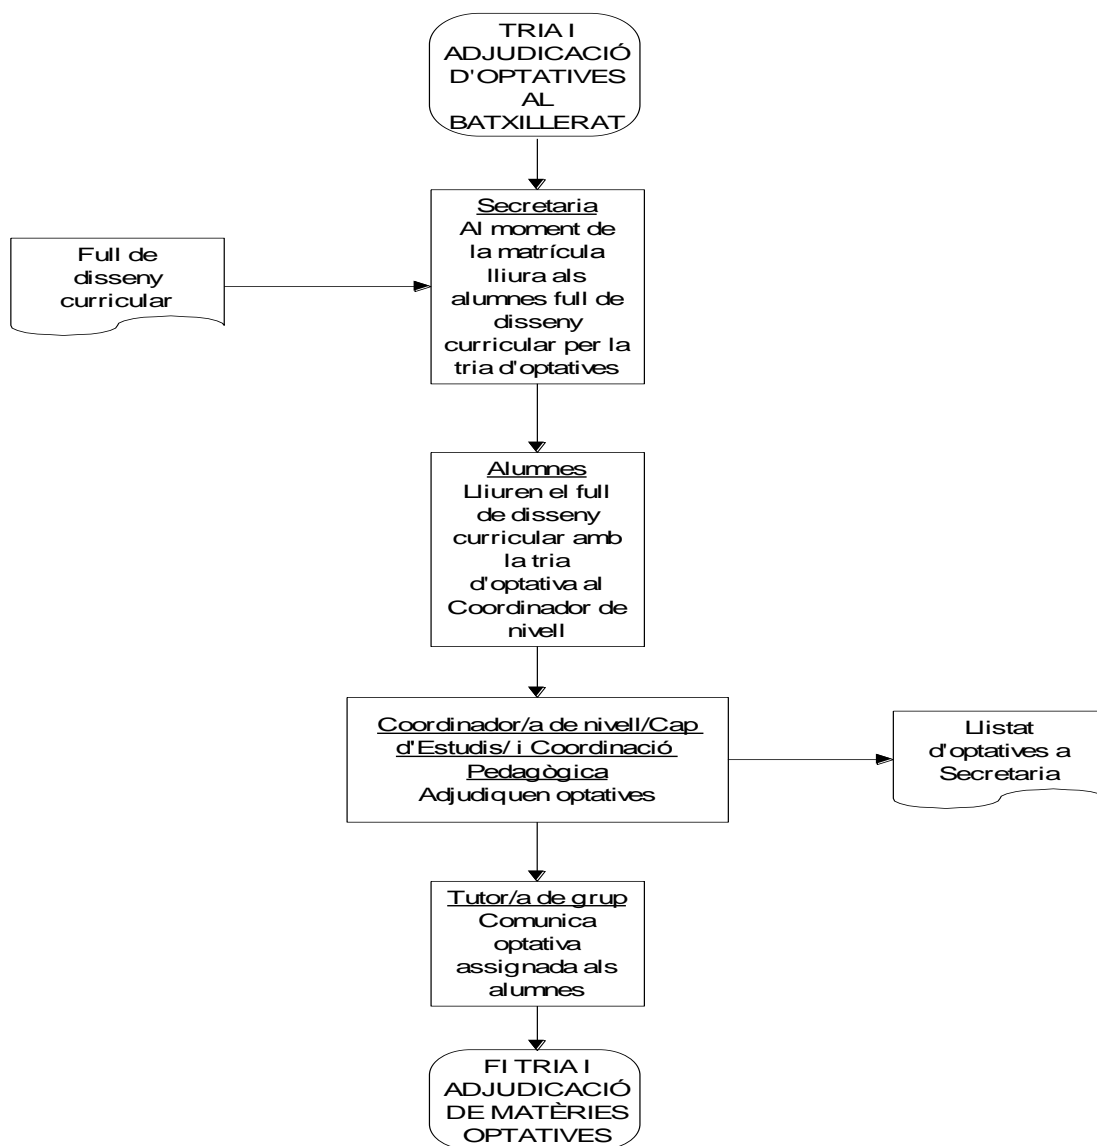 TRIA I
ADJUDICACIÓ
D'OPTATIVES
AL
BATXILLERAT
Secretaria
Al moment de
la matrícula
lliura als
alumnes full de
disseny
curricular per la
tria d'optatives
Full de
disseny
curricular
Alumnes
Lliuren el full
de disseny
curricular amb
la tria
d'optativa al
Coordinador de
nivell
Coordinador/a de nivell/Cap
d'Estudis/ i Coordinació
Pedagògica
Adjudiquen optatives
Llistat
d'optatives a
Secretaria
Tutor/a de grup
Comunica
optativa
assignada als
alumnes
FI TRIA I
ADJUDICACIÓ
DE MATÈRIES
OPTATIVES